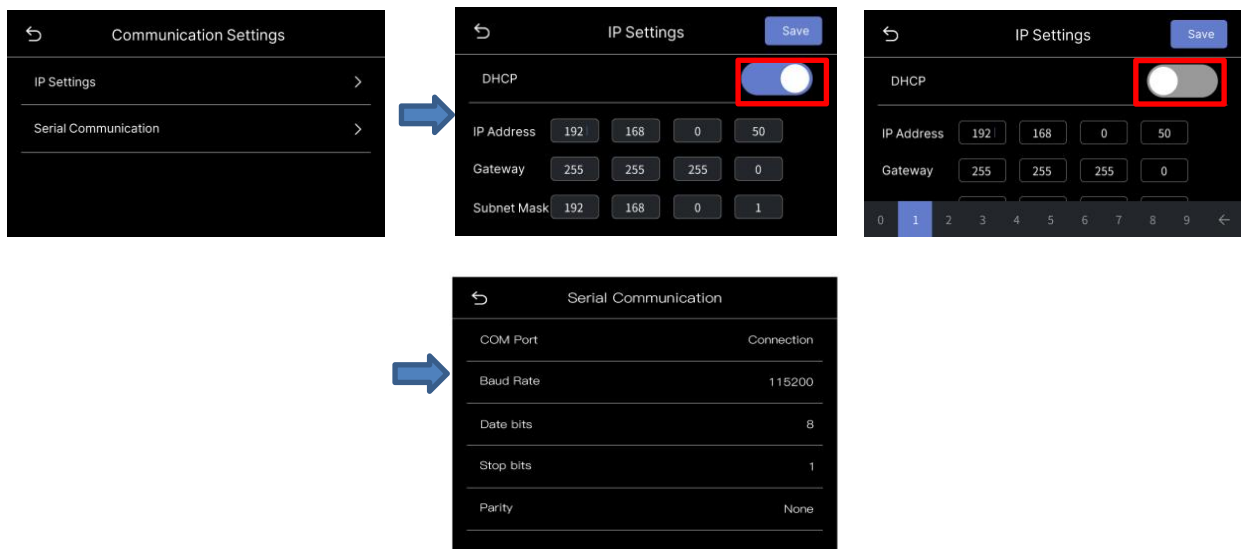 Communication Settings
IP Settings
Serial Communication
IP Settings Save
DHCP
IP Address 192 168 0 50
Gateway 255 255 255 0
Subnet Mask 192 168 0 1
IP Settings Save
DHCP
IP Address 192 168 0 50
Gateway 255 255 255 0
0 1 2 3 4 5 6 7 8 9
Serial Communication
COM Port Connection
Baud Rate 115200
Date bits 8
Stop bits 1
Parity None